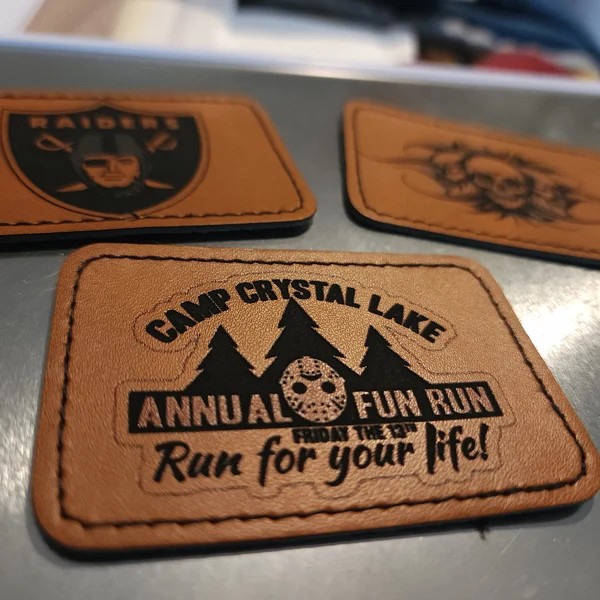 RAIDERS
CAMP CRYSTAL LAKE
ANNUAL FUN RUN
FRIDAY THE 13TH
Run for your life!